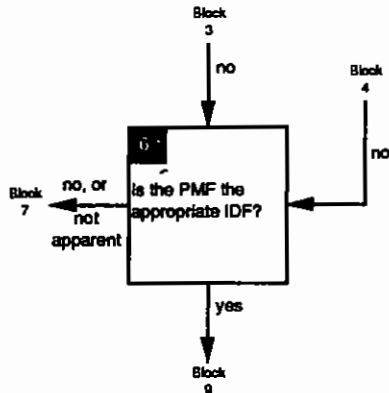 Block
3
no
Block
4
no
6
Is the PMF the
appropriate IDF?
Block
7
no, or
not
apparent
yes
Block
9